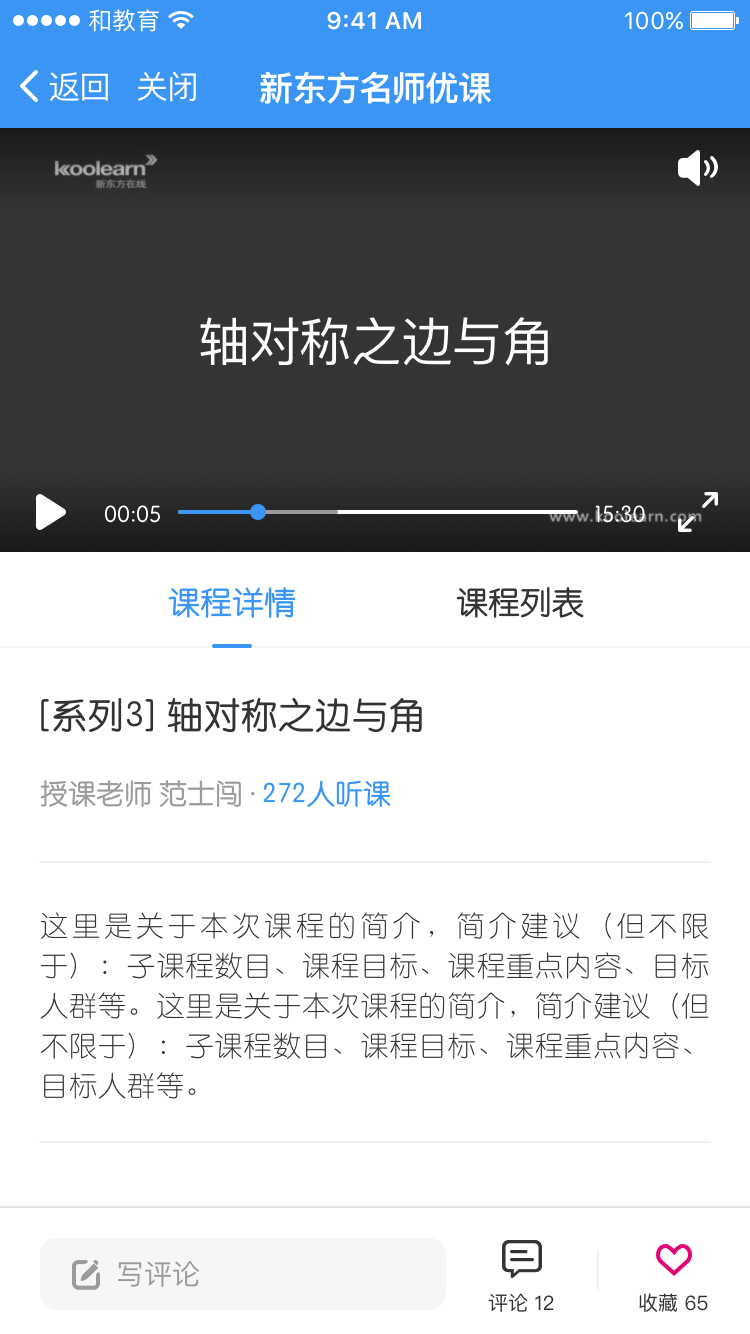 和教育 9:41 AM 100%
返回 关闭 新东方名师优课
koolearn
新东方在线
轴对称之边与角
00:05 15:30
www.koolearn.com
课程详情 课程列表
[系列3] 轴对称之边与角
授课老师 范士闯 · 272人听课
这里是关于本次课程的简介，简介建议（但不限
于）：子课程数目、课程目标、课程重点内容、目标
人群等。这里是关于本次课程的简介，简介建议（但
不限于）：子课程数目、课程目标、课程重点内容、
目标人群等。
写评论
评论 12
收藏 65